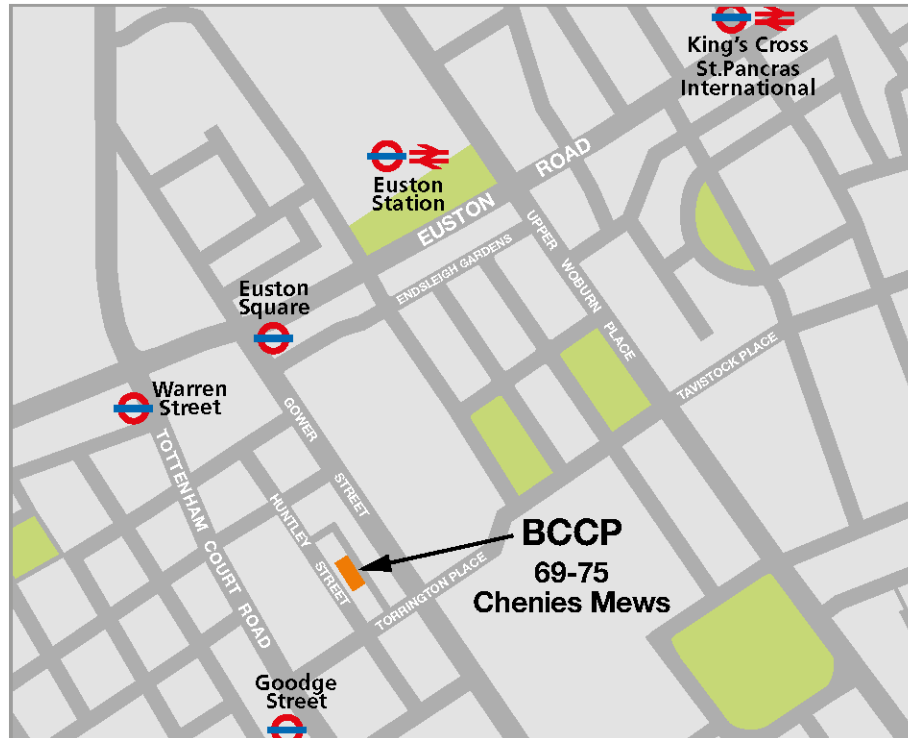 King's Cross
St.Pancras
International
Euston
Station
EUSTON ROAD
UPPER WOBURN PLACE
ENDSLEIGH GARDENS
Euston
Square
TAVISTOCK PLACE
Warren
Street
GOWER STREET
TOTTENHAM COURT ROAD
HUNTLEY STREET
BCCP
69-75
Chenies Mews
TORRINGTON PLACE
Goodge
Street